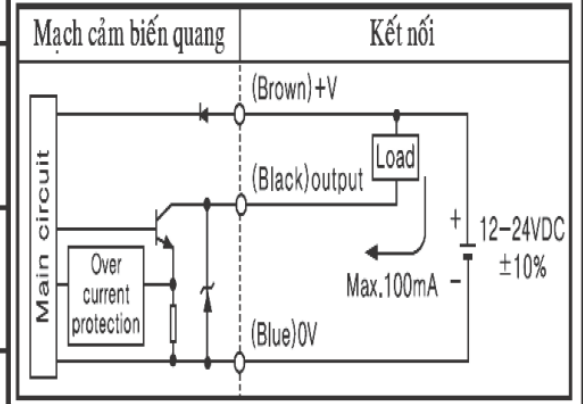 Mạch cảm biến quang
Kết nối
(Brown)+V
Load
(Black)output
Main circuit
+
12-24VDC
±10%
Over
current
protection
Max.100mA
-
(Blue)0V